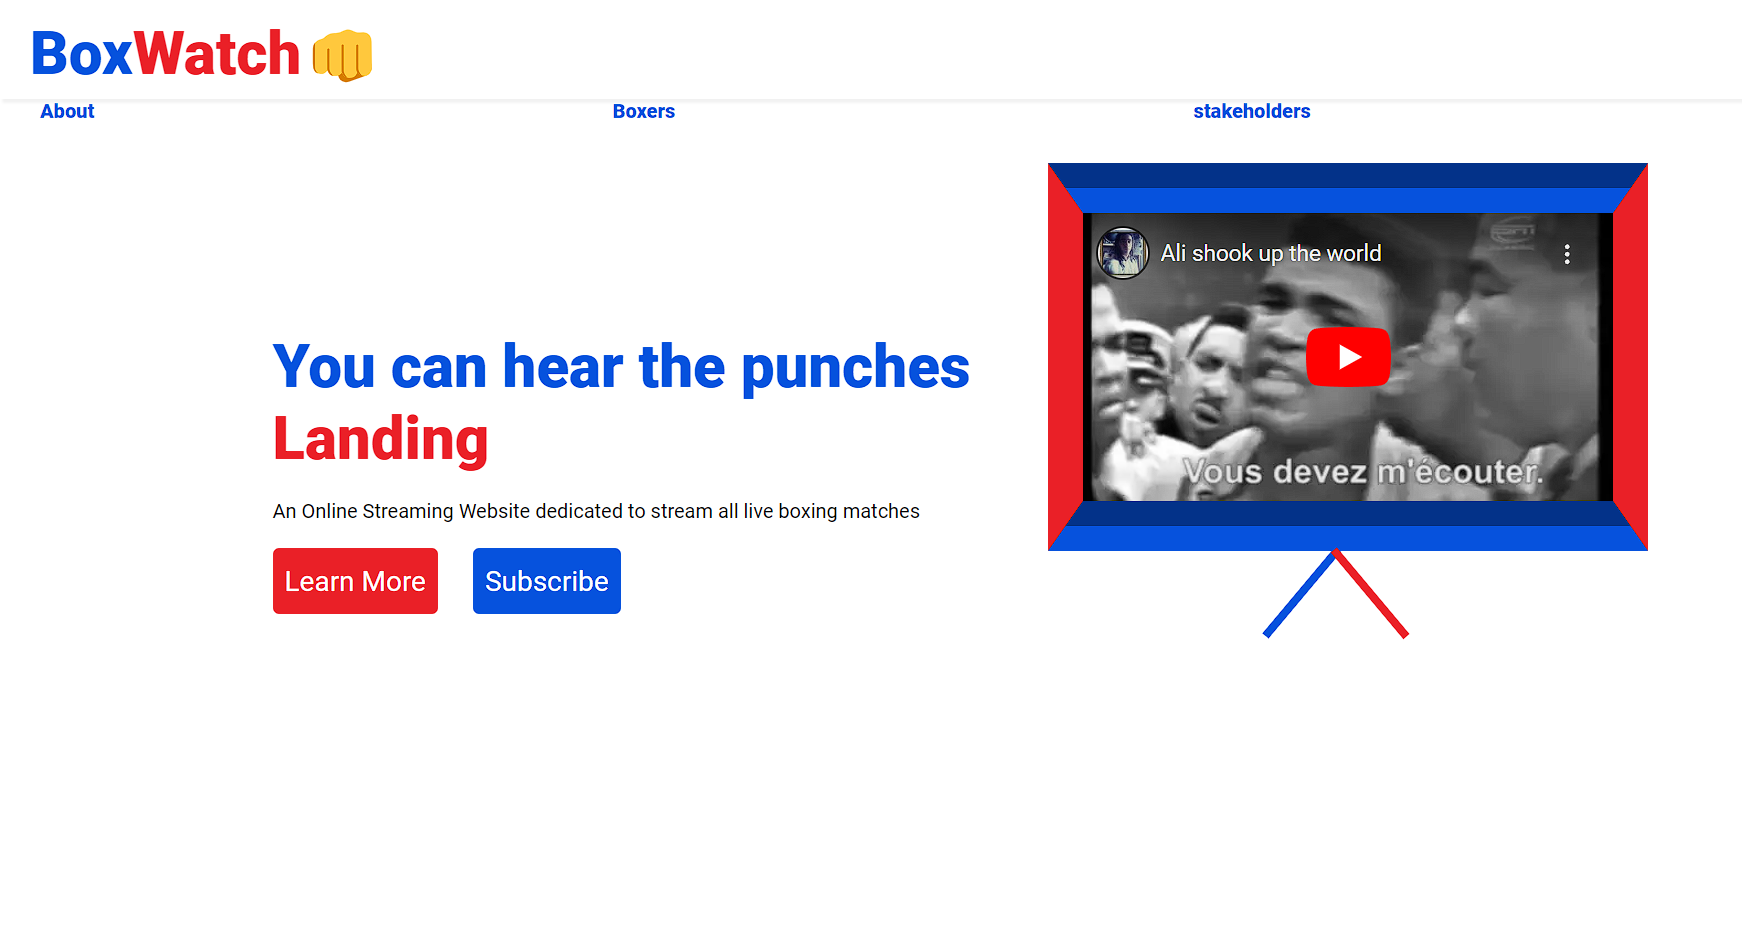 BoxWatch 👊
About
Boxers
stakeholders
Ali shook up the world
Vous devez m'écouter.
You can hear the punches
Landing
An Online Streaming Website dedicated to stream all live boxing matches
Learn More
Subscribe